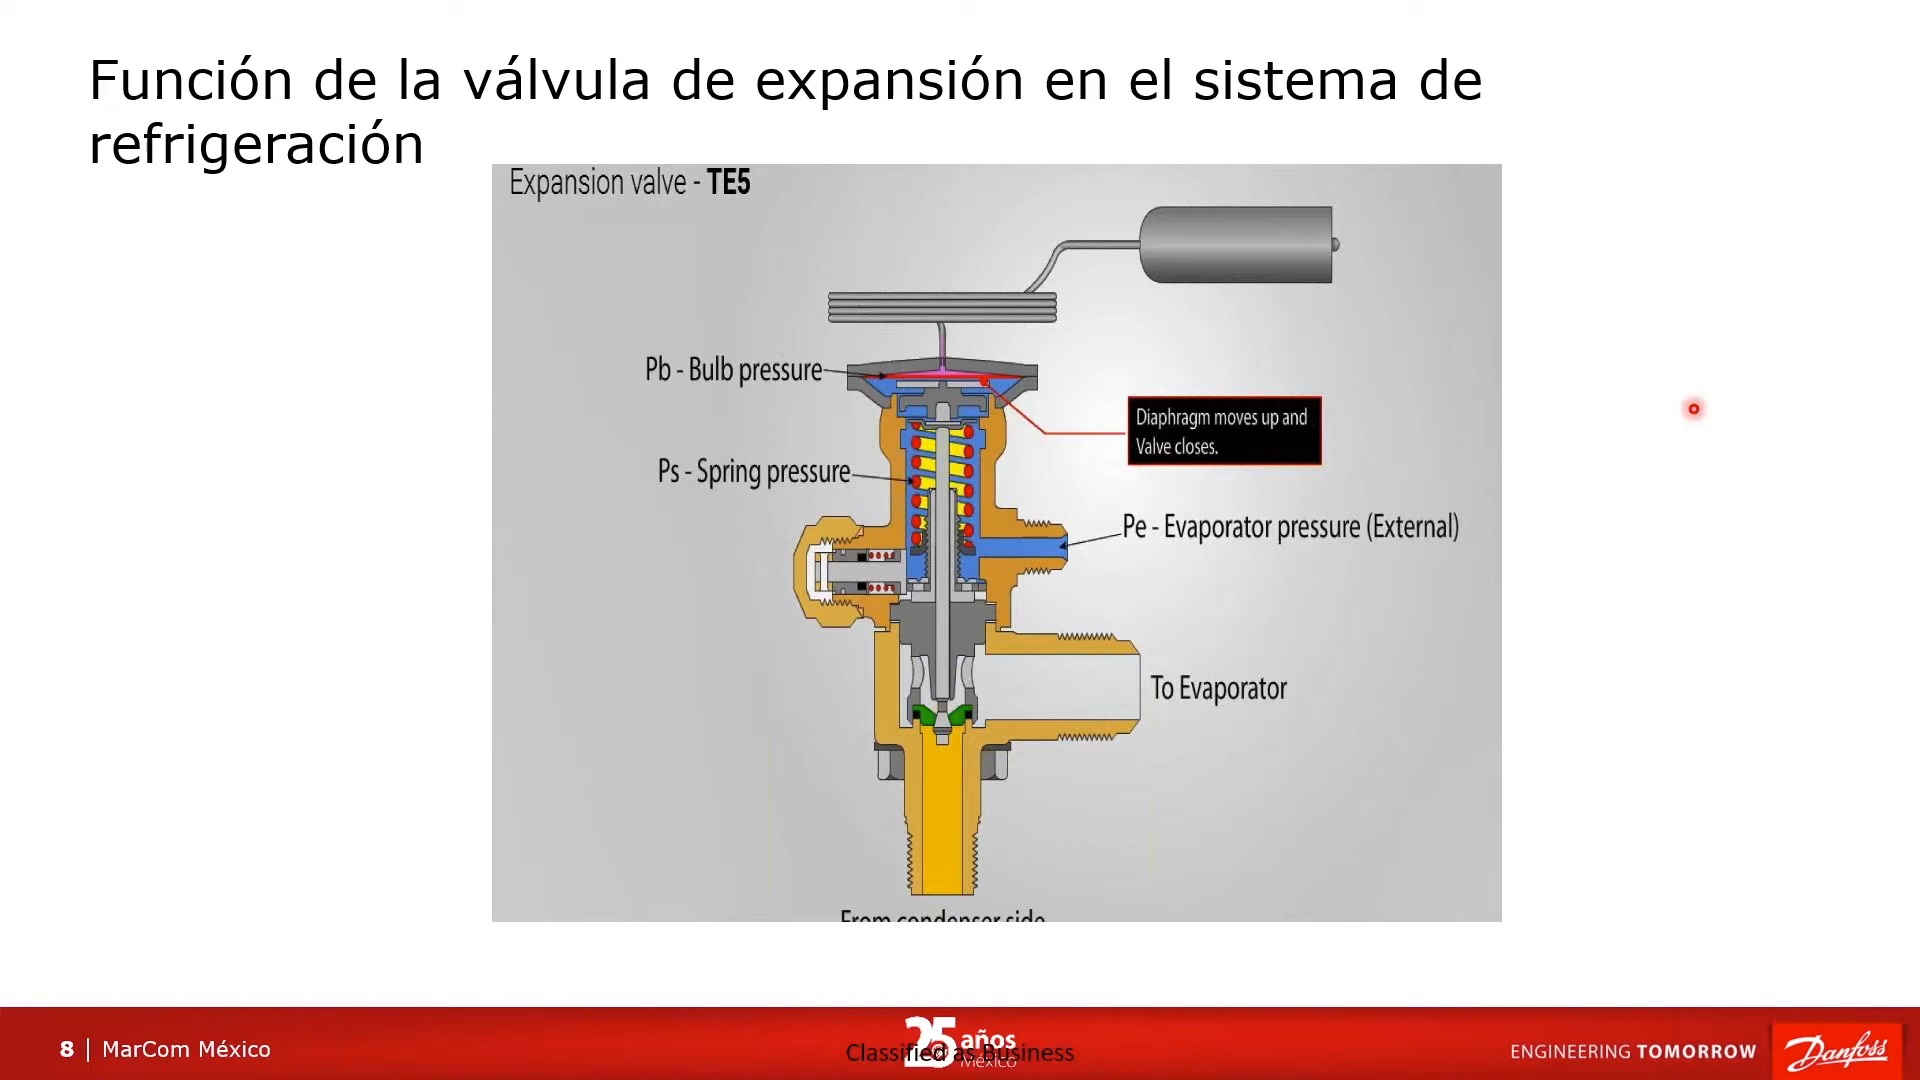 Función de la válvula de expansión en el sistema de
refrigeración
Expansion valve - TE5
Pb - Bulb pressure
Diaphragm moves up and
Valve closes.
Ps - Spring pressure
Pe - Evaporator pressure (External)
To Evaporator
From condenser side
8 | MarCom México
25 años
México
Classified as Business
ENGINEERING TOMORROW
Danfoss